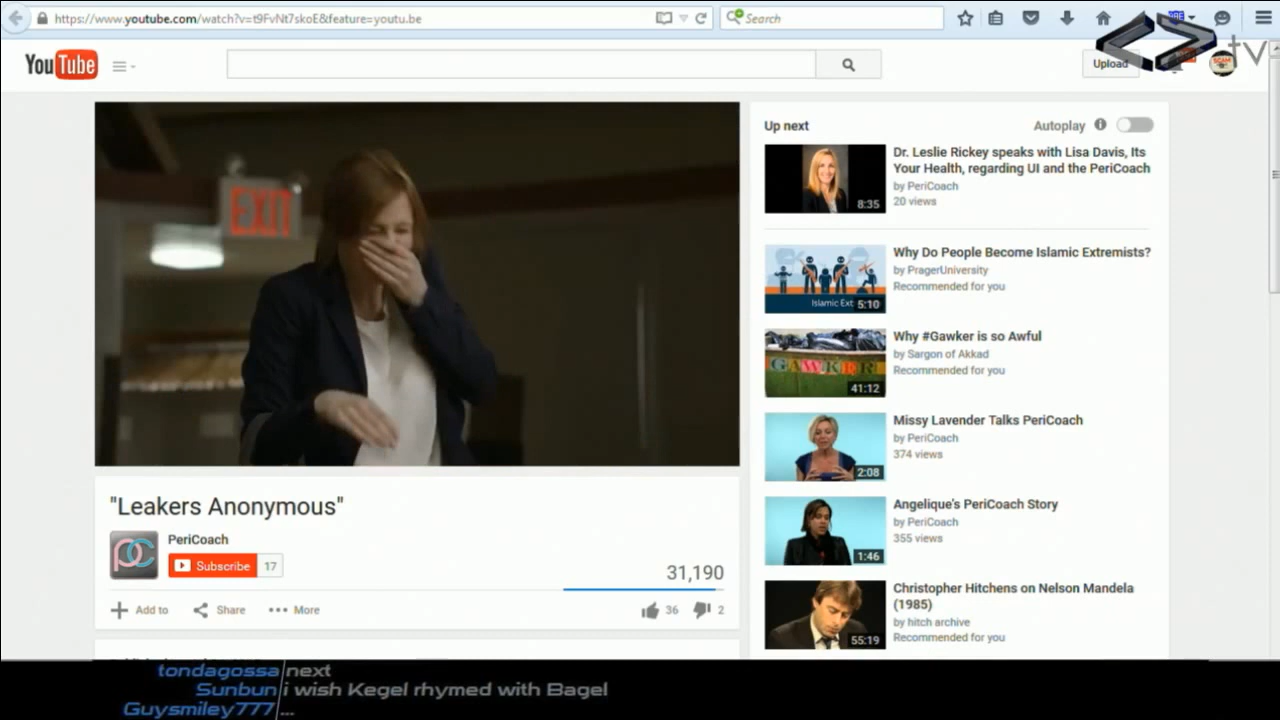 https://www.youtube.com/watch?v=t9FvNt7skoE&feature=youtu.be
Search
<> tv
YouTube
Upload
EXIT
Up next
Autoplay
Dr. Leslie Rickey speaks with Lisa Davis, Its
Your Health, regarding UI and the PeriCoach
by PeriCoach
20 views
8:35
Why Do People Become Islamic Extremists?
by PragerUniversity
Recommended for you
Islamic Ext
5:10
Why #Gawker is so Awful
by Sargon of Akkad
Recommended for you
GAWKER
41:12
Missy Lavender Talks PeriCoach
by PeriCoach
374 views
2:08
Angelique's PeriCoach Story
by PeriCoach
355 views
1:46
Christopher Hitchens on Nelson Mandela
(1985)
by hitch archive
Recommended for you
55:19
"Leakers Anonymous"
pc
PeriCoach
Subscribe 17
31,190
Add to Share More
36 2
tondagossa next
Sunbun i wish Kegel rhymed with Bagel
Guysmiley777 ...